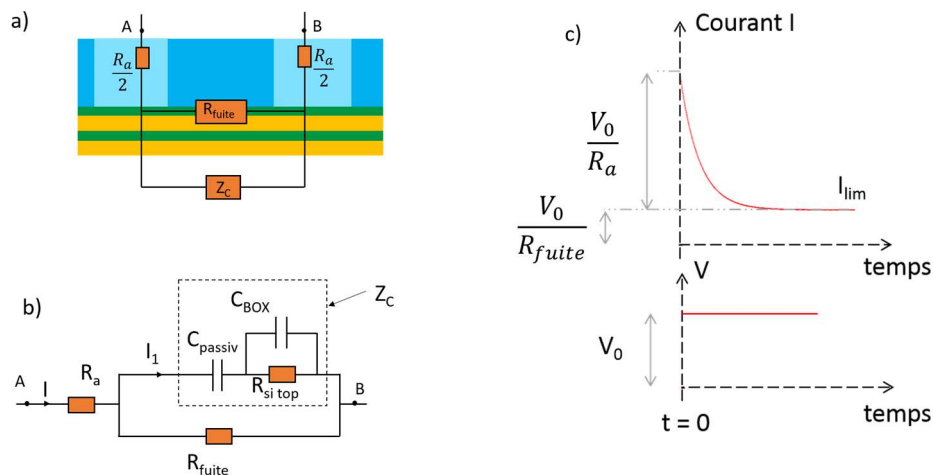 a)
A
B
R_a/2
R_a/2
R_fuite
Z_C
b)
C_BOX
Z_C
C_passiv
I_1
R_si top
A
I
R_a
B
R_fuite
c)
Courant I
V_0/R_a
I_lim
V_0/R_fuite
temps
V
V_0
temps
t = 0